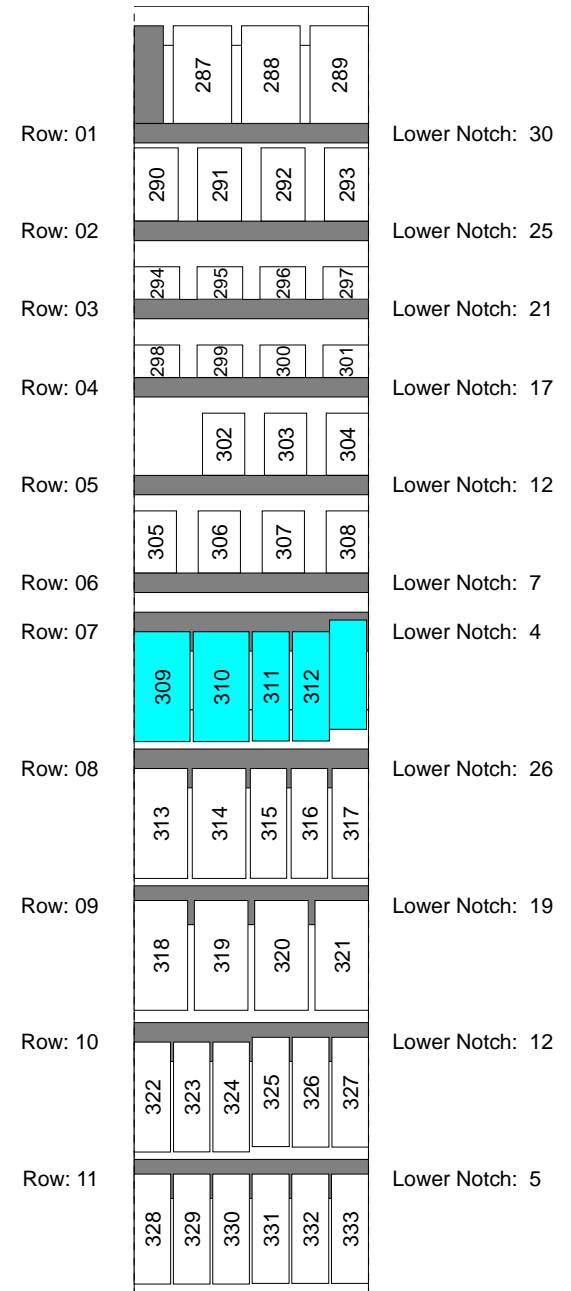 287 288 289
Row: 01 Lower Notch: 30
290 291 292 293
Row: 02 Lower Notch: 25
294 295 296 297
Row: 03 Lower Notch: 21
298 299 300 301
Row: 04 Lower Notch: 17
302 303 304
Row: 05 Lower Notch: 12
305 306 307 308
Row: 06 Lower Notch: 7
Row: 07 Lower Notch: 4
309 310 311 312
Row: 08 Lower Notch: 26
313 314 315 316 317
Row: 09 Lower Notch: 19
318 319 320 321
Row: 10 Lower Notch: 12
322 323 324 325 326 327
Row: 11 Lower Notch: 5
328 329 330 331 332 333